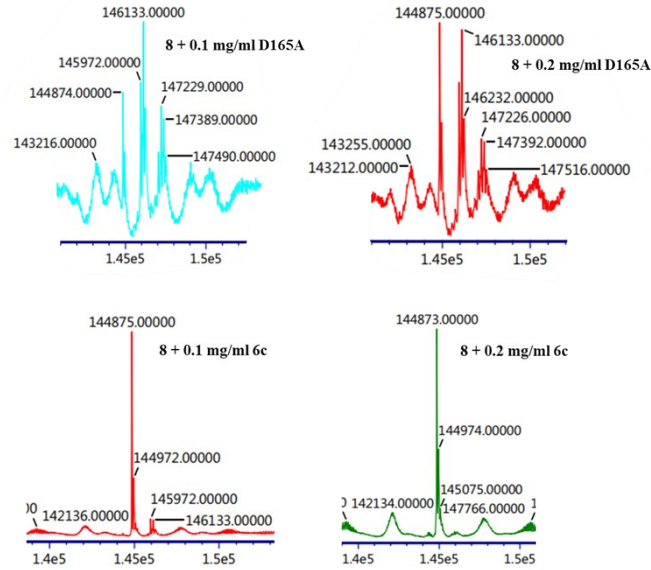 146133.00000
8 + 0.1 mg/ml D165A
145972.00000
144874.00000
147229.00000
147389.00000
143216.00000
147490.00000
1.45e5
1.5e5
144875.00000
146133.00000
8 + 0.2 mg/ml D165A
146232.00000
147226.00000
143255.00000
147392.00000
143212.00000
147516.00000
1.45e5
1.5e5
144875.00000
8 + 0.1 mg/ml 6c
144972.00000
145972.00000
00
142136.00000
146133.00000
1.4e5
1.45e5
1.5e5
144873.00000
8 + 0.2 mg/ml 6c
144974.00000
145075.00000
0
142134.00000
147766.00000
1
1.4e5
1.45e5
1.5e5